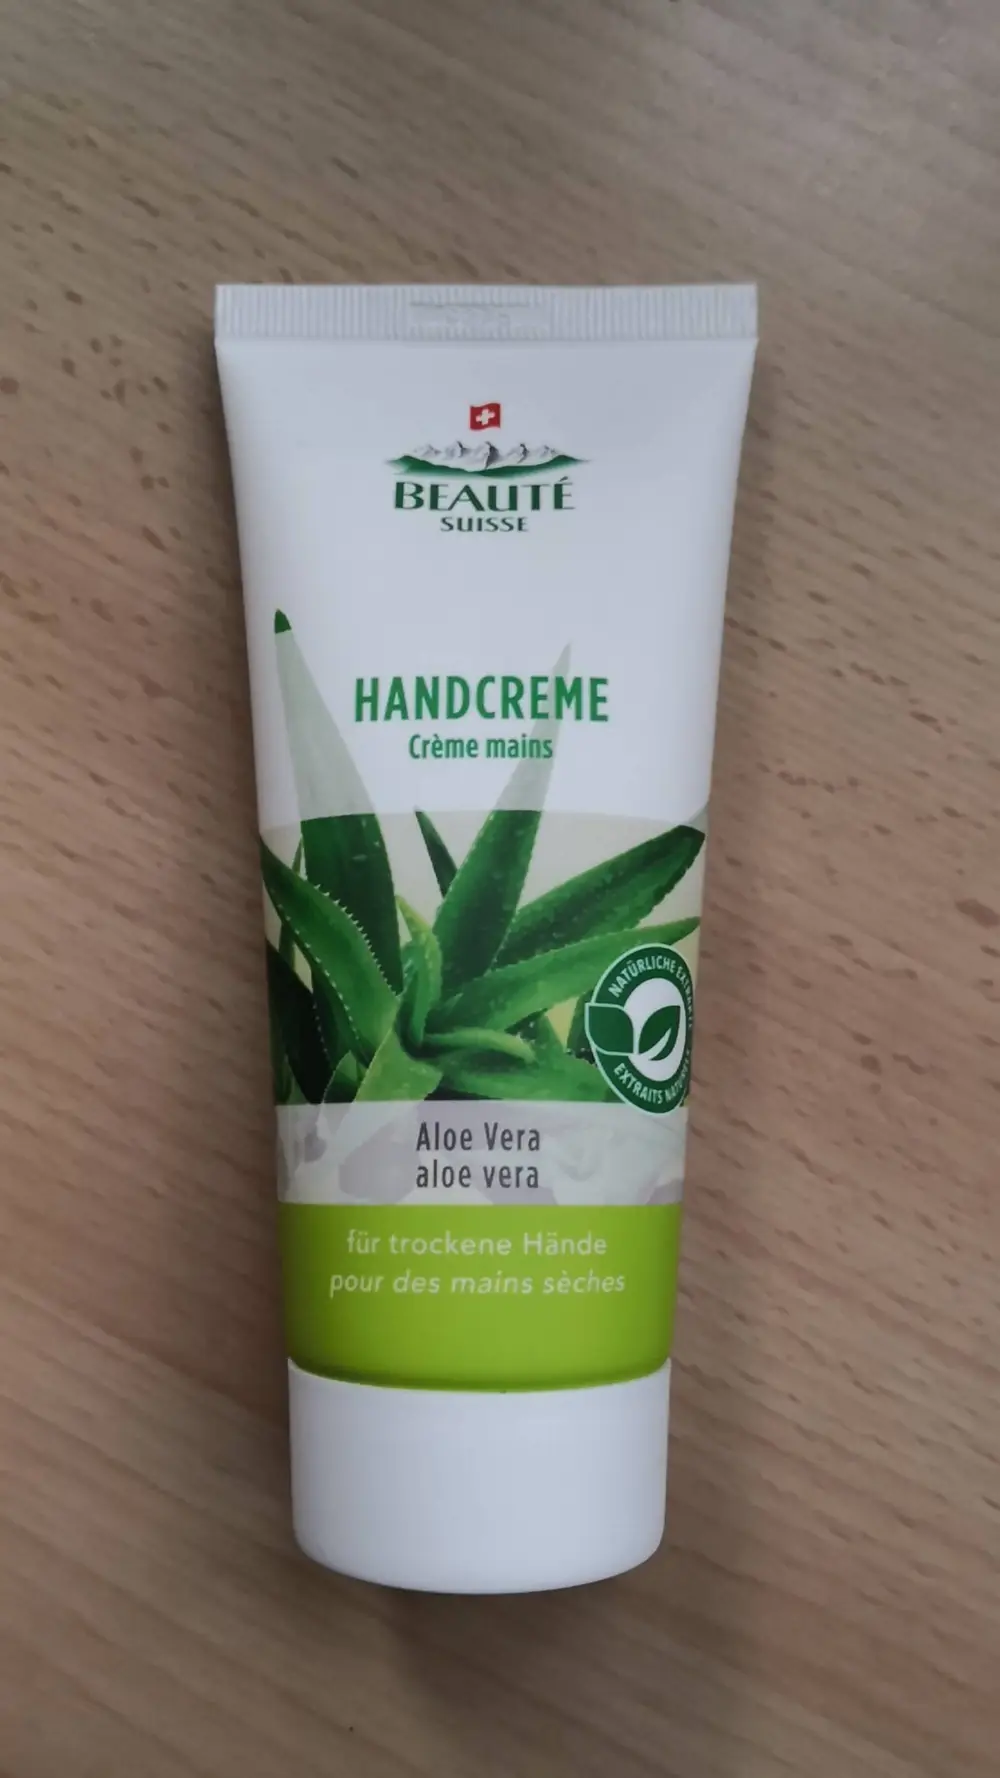 BEAUTÉ
SUISSE
HANDCREME
Crème mains
NATÜRLICHE EXTRAKTE
EXTRAITS NATURELS
Aloe Vera
aloe vera
für trockene Hände
pour des mains sèches